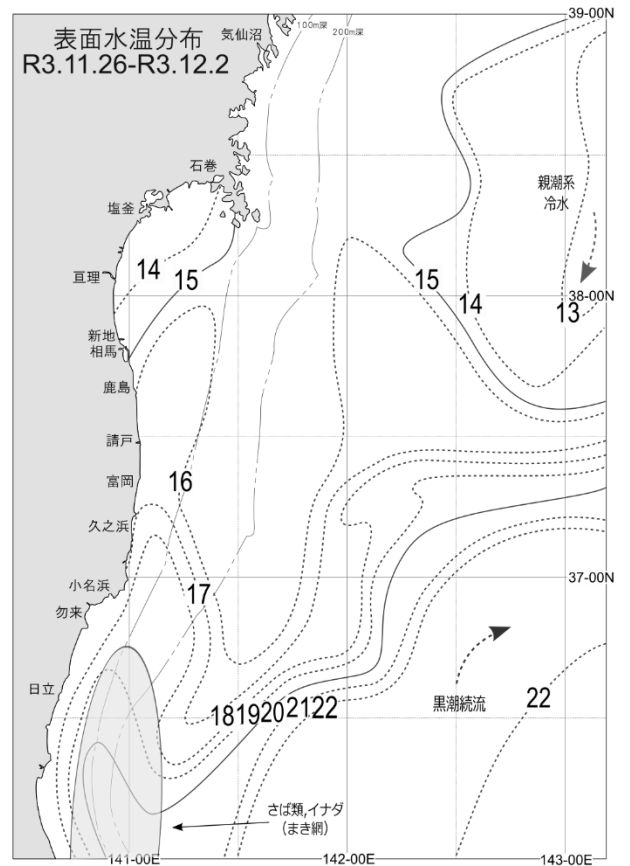 表面水温分布
R3.11.26-R3.12.2
気仙沼
100m深
200m深
39-00N
石巻
塩釜
親潮系
冷水
亘理
14
15
15
14
13
38-00N
新地
相馬
鹿島
請戸
富岡
16
久之浜
37-00N
小名浜
17
勿来
日立
18
19
20
21
22
黒潮続流
22
さば類,イナダ
(まき網)
141-00E
142-00E
143-00E